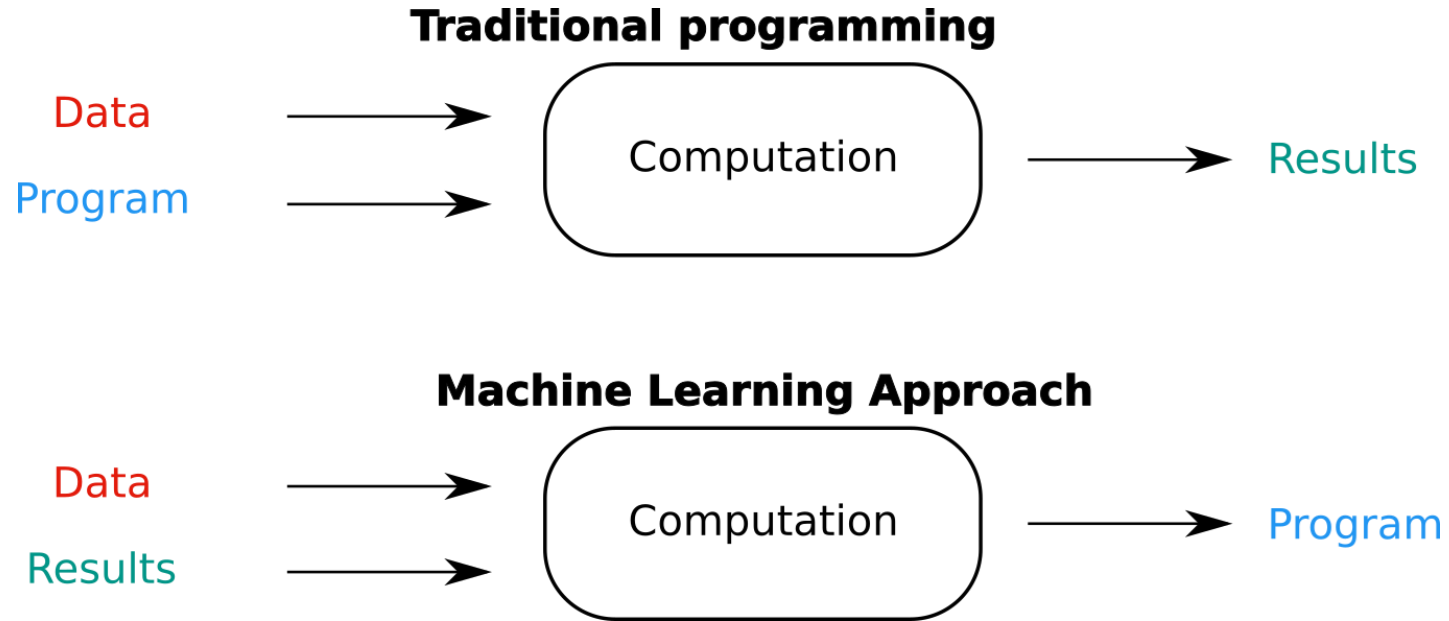 Traditional programming
Data
Program
Computation
Results
Machine Learning Approach
Data
Results
Computation
Program